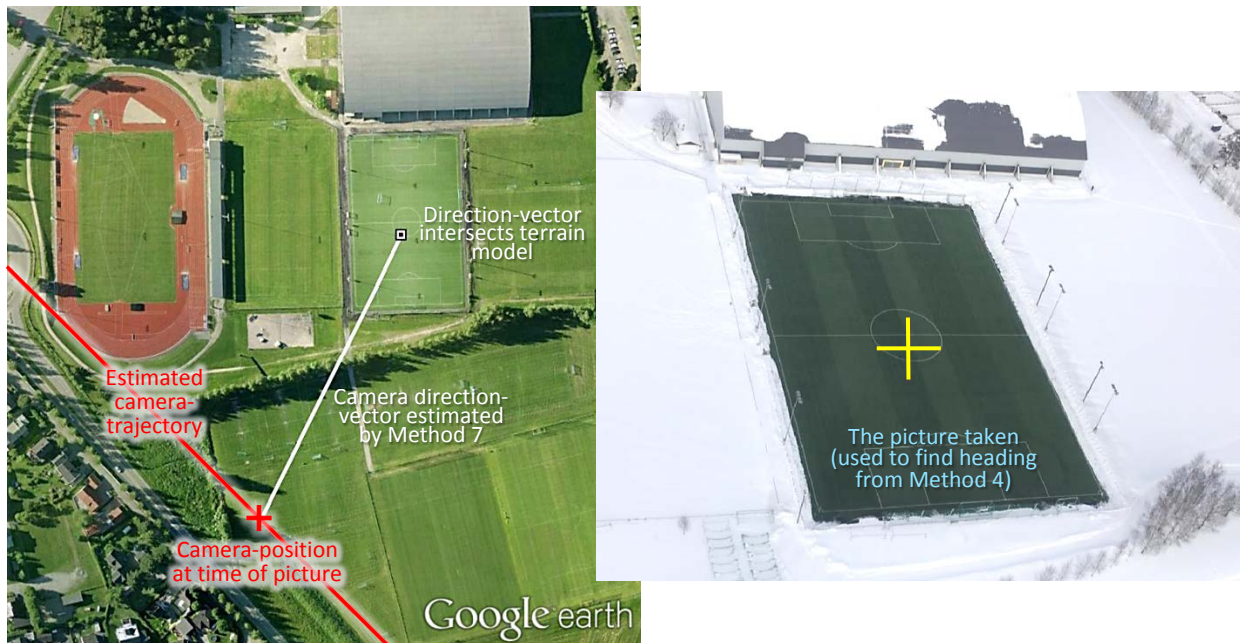 Direction-vector
intersects terrain
model
Estimated
camera-
trajectory
Camera direction-
vector estimated
by Method 7
Camera-position
at time of picture
Google earth
The picture taken
(used to find heading
from Method 4)